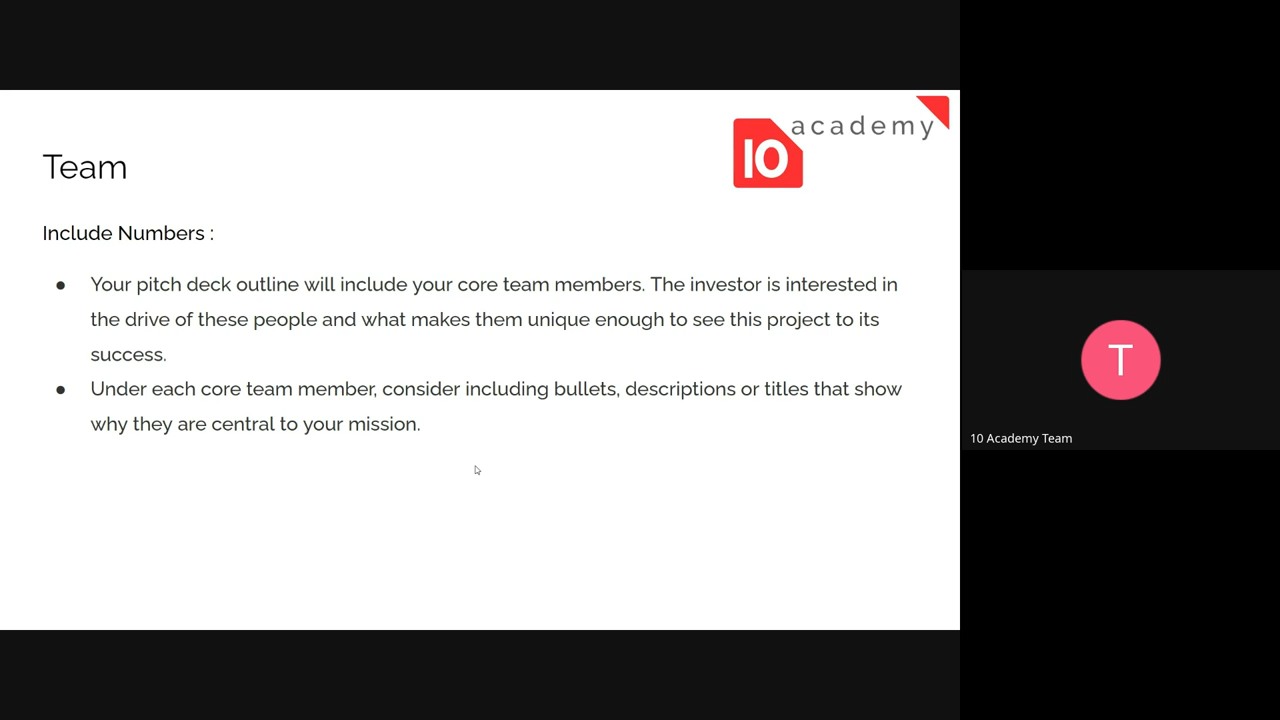 10 academy
Team
Include Numbers :
● Your pitch deck outline will include your core team members. The investor is interested in
the drive of these people and what makes them unique enough to see this project to its
success.
● Under each core team member, consider including bullets, descriptions or titles that show
why they are central to your mission.
T
10 Academy Team